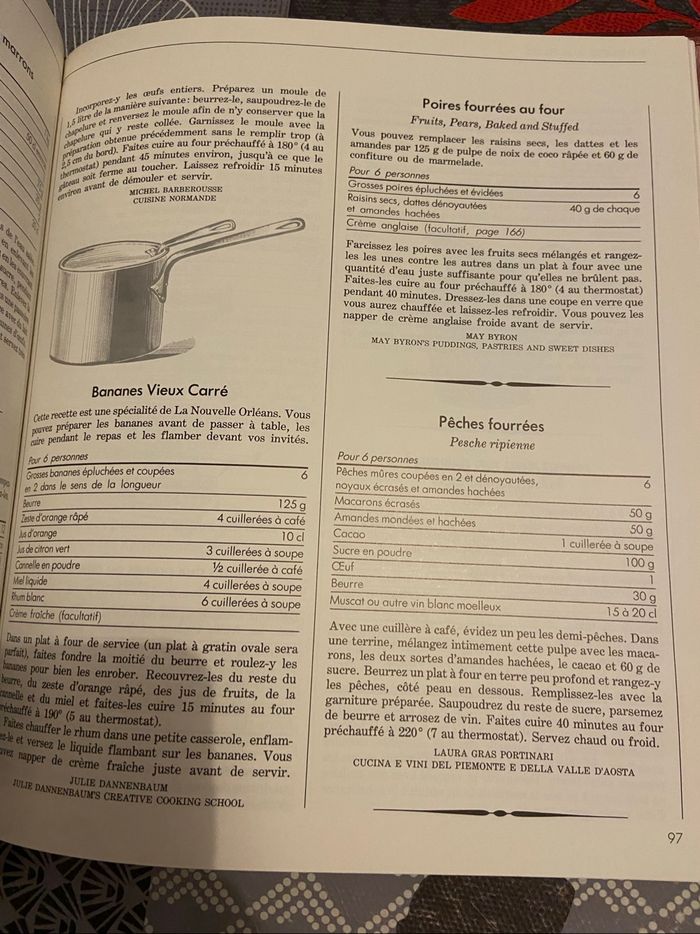 marrons
Incorporez-y les œufs entiers. Préparez un moule de
1,5 litre de la manière suivante: beurrez-le, saupoudrez-le de
chapelure et renversez le moule afin de n'y conserver que la
chapelure qui y reste collée. Garnissez le moule avec la
préparation obtenue précédemment sans le remplir trop (à
2,5 cm du bord). Faites cuire au four préchauffé à 180° (4 au
thermostat) pendant 45 minutes environ, jusqu'à ce que le
gâteau soit ferme au toucher. Laissez refroidir 15 minutes
environ avant de démouler et servir.
MICHEL BARBEROUSSE
CUISINE NORMANDE
Bananes Vieux Carré
Cette recette est une spécialité de La Nouvelle Orléans. Vous
pouvez préparer les bananes avant de passer à table, les
cuire pendant le repas et les flamber devant vos invités.
Pour 6 personnes
Grosses bananes épluchées et coupées
en 2 dans le sens de la longueur 6
Beurre 125 g
Zeste d'orange râpé 4 cuillerées à café
Jus d'orange 10 cl
Jus de citron vert 3 cuillerées à soupe
Cannelle en poudre ½ cuillerée à café
Miel liquide 4 cuillerées à soupe
Rhum blanc 6 cuillerées à soupe
Crème fraîche (facultatif)
Dans un plat à four de service (un plat à gratin ovale sera
parfait), faites fondre la moitié du beurre et roulez-y les
bananes pour bien les enrober. Recouvrez-les du reste du
beurre, du zeste d'orange râpé, des jus de fruits, de la
cannelle et du miel et faites-les cuire 15 minutes au four
préchauffé à 190° (5 au thermostat).
Faites chauffer le rhum dans une petite casserole, enflam-
ez-le et versez le liquide flambant sur les bananes. Vous
uvez napper de crème fraîche juste avant de servir.
JULIE DANNENBAUM
JULIE DANNENBAUM'S CREATIVE COOKING SCHOOL
Poires fourrées au four
Fruits, Pears, Baked and Stuffed
Vous pouvez remplacer les raisins secs, les dattes et les
amandes par 125 g de pulpe de noix de coco râpée et 60 g de
confiture ou de marmelade.
Pour 6 personnes
Grosses poires épluchées et évidées 6
Raisins secs, dattes dénoyautées
et amandes hachées 40 g de chaque
Crème anglaise (facultatif, page 166)
Farcissez les poires avec les fruits secs mélangés et rangez-
les les unes contre les autres dans un plat à four avec une
quantité d'eau juste suffisante pour qu'elles ne brûlent pas.
Faites-les cuire au four préchauffé à 180° (4 au thermostat)
pendant 40 minutes. Dressez-les dans une coupe en verre que
vous aurez chauffée et laissez-les refroidir. Vous pouvez les
napper de crème anglaise froide avant de servir.
MAY BYRON
MAY BYRON'S PUDDINGS, PASTRIES AND SWEET DISHES
Pêches fourrées
Pesche ripienne
Pour 6 personnes
Pêches mûres coupées en 2 et dénoyautées,
noyaux écrasés et amandes hachées 6
Macarons écrasés 50 g
Amandes mondées et hachées 50 g
Cacao 1 cuillerée à soupe
Sucre en poudre 100 g
Œuf 1
Beurre 30 g
Muscat ou autre vin blanc moelleux 15 à 20 cl
Avec une cuillère à café, évidez un peu les demi-pêches. Dans
une terrine, mélangez intimement cette pulpe avec les maca-
rons, les deux sortes d'amandes hachées, le cacao et 60 g de
sucre. Beurrez un plat à four en terre peu profond et rangez-y
les pêches, côté peau en dessous. Remplissez-les avec la
garniture préparée. Saupoudrez du reste de sucre, parsemez
de beurre et arrosez de vin. Faites cuire 40 minutes au four
préchauffé à 220° (7 au thermostat). Servez chaud ou froid.
LAURA GRAS PORTINARI
CUCINA E VINI DEL PIEMONTE E DELLA VALLE D'AOSTA
97